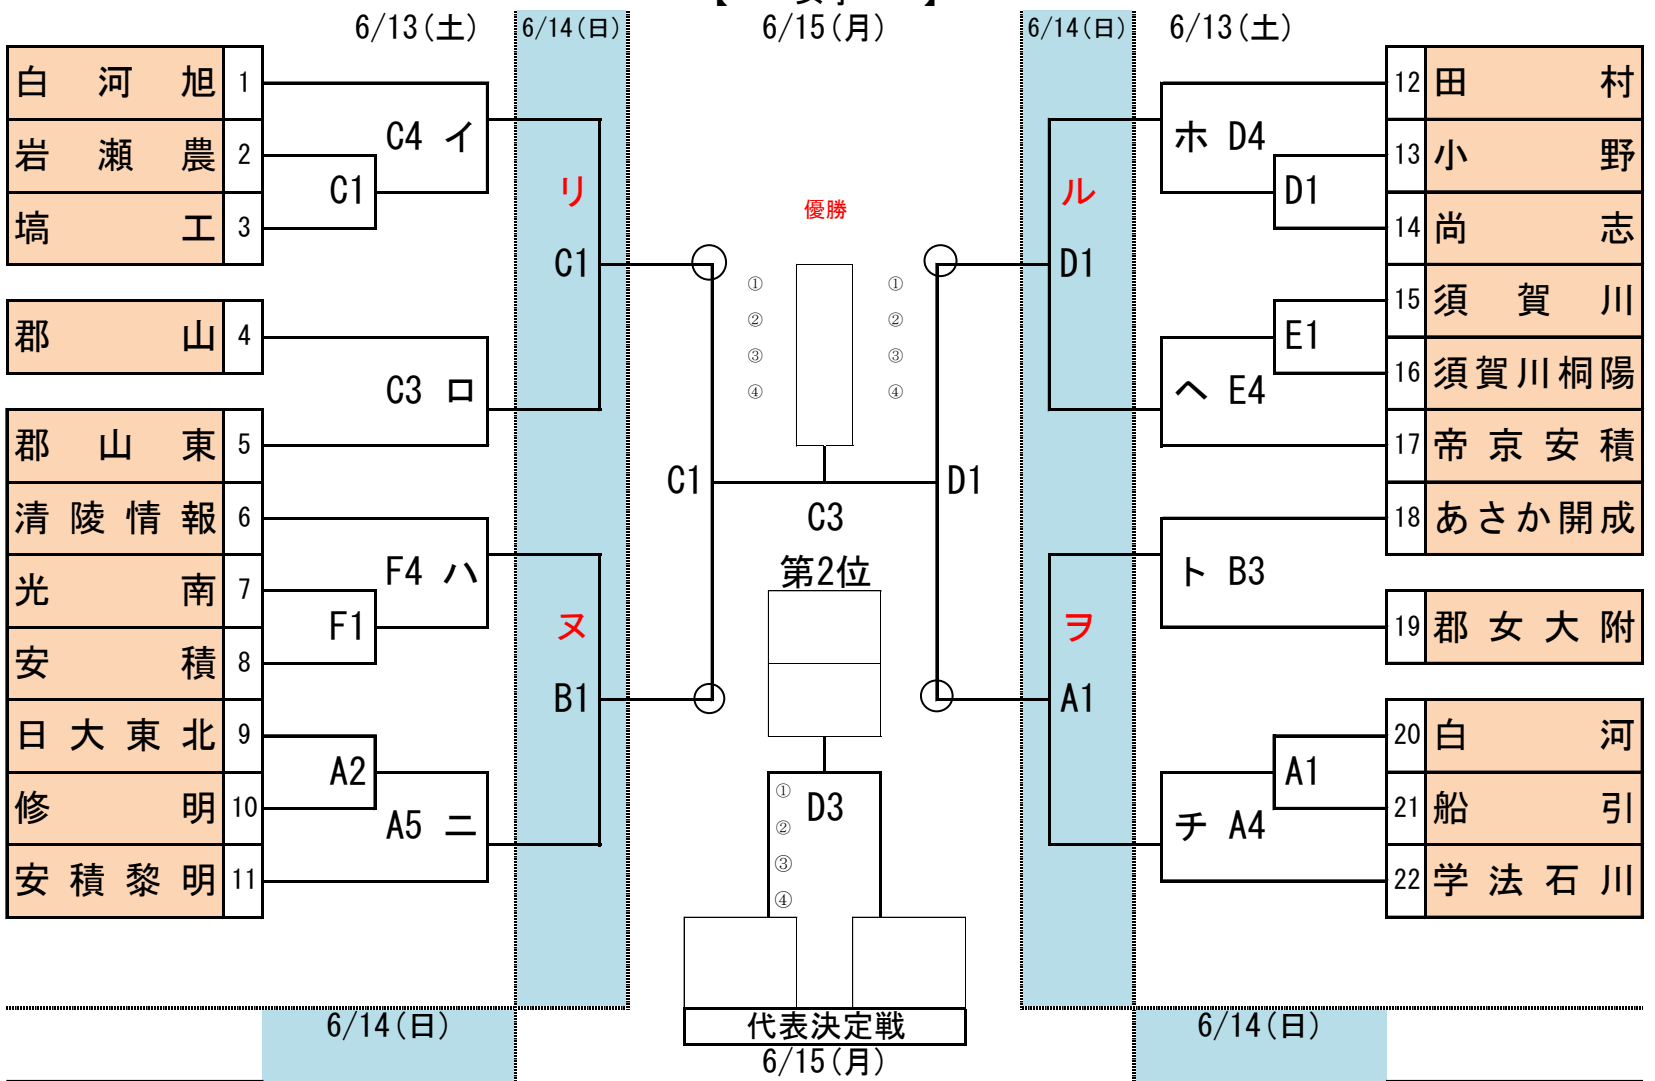 6/13(土)
6/14(日)
6/15(月)
6/14(日)
6/13(土)
白河旭 1
岩瀬農 2
塙工 3
郡山 4
郡山東 5
清陵情報 6
光南 7
安積 8
日大東北 9
修明 10
安積黎明 11
C4 イ
C1
C3 ロ
F4 ハ
F1
A2
A5 ニ
リ
C1
ヌ
B1
C1
優勝
① ①
② ②
③ ③
④ ④
C3
第2位
D3
①
②
③
④
代表決定戦
6/15(月)
D1
ル
D1
ヲ
A1
ホ D4
D1
E1
ヘ E4
ト B3
A1
チ A4
12 田村
13 小野
14 尚志
15 須賀川
16 須賀川桐陽
17 帝京安積
18 あさか開成
19 郡女大附
20 白河
21 船引
22 学法石川
6/14(日)
6/14(日)